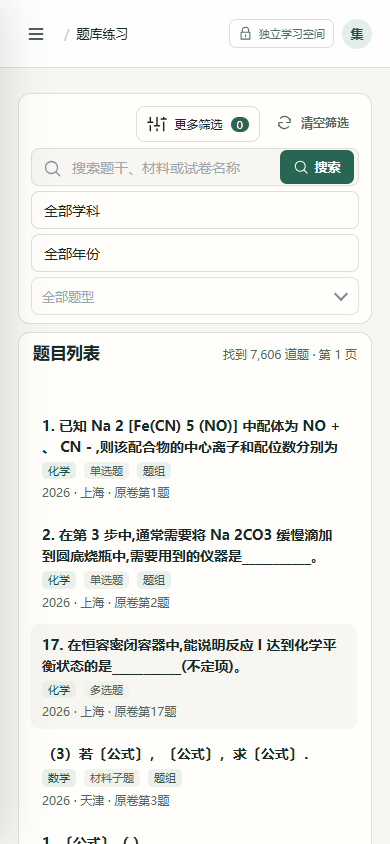 / 题库练习
独立学习空间
集
更多筛选 0
清空筛选
搜索题干、材料或试卷名称
搜索
全部学科
全部年份
全部题型
题目列表
找到 7,606 道题 · 第 1 页
1. 已知 Na 2 [Fe(CN) 5 (NO)] 中配体为 NO +
、 CN - ,则该配合物的中心离子和配位数分别为
化学 单选题 题组
2026 · 上海 · 原卷第1题
2. 在第 3 步中,通常需要将 Na 2CO3 缓慢滴加
到圆底烧瓶中,需要用到的仪器是___________。
化学 单选题 题组
2026 · 上海 · 原卷第2题
17. 在恒容密闭容器中,能说明反应 I 达到化学平
衡状态的是___________(不定项)。
化学 多选题
2026 · 上海 · 原卷第17题
（3）若〔公式〕, 〔公式〕, 求〔公式〕.
数学 材料子题 题组
2026 · 天津 · 原卷第3题
1. 〔公式〕 ( )